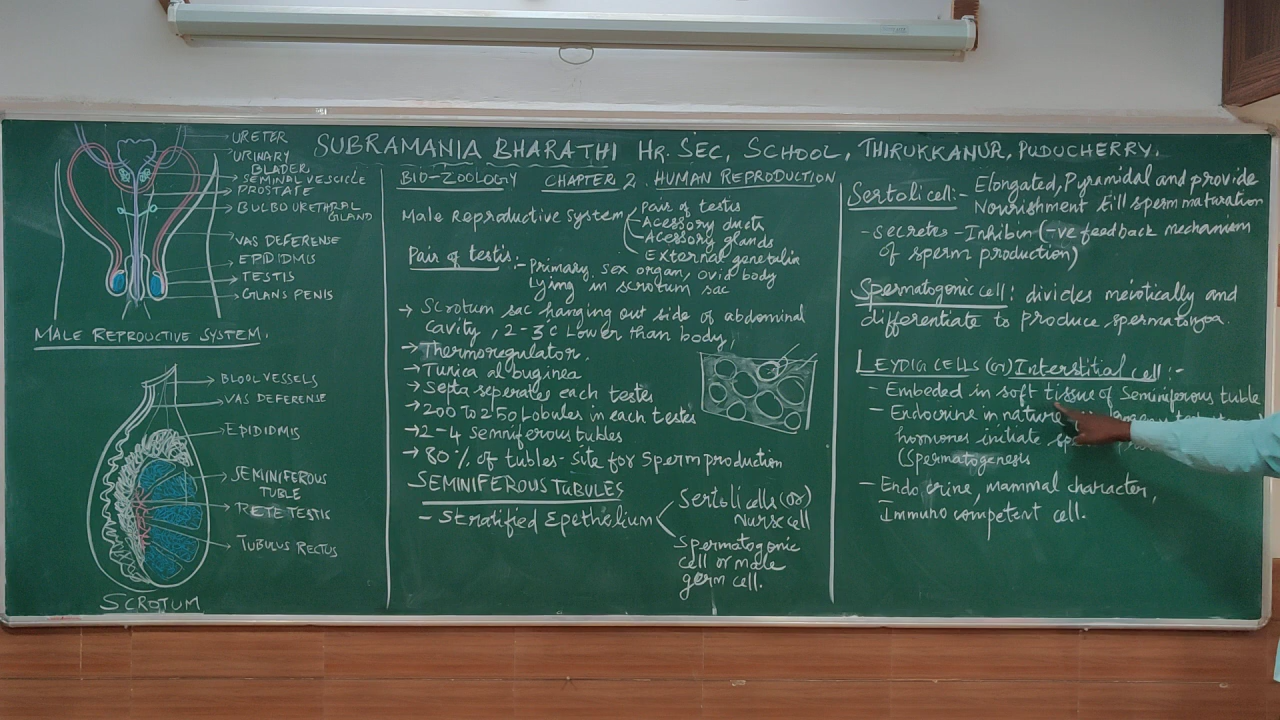 SUBRAMANIA BHARATHI HR. SEC, SCHOOL, THIRUKKANUR, PUDUCHERRY.
URETER
URINARY
BLADER
SEMINAL VESCICLE
PROSTATE
BULBOURETHRAL
GLAND
VAS DEFERENSE
EPIDIDMIS
TESTIS
GLANS PENIS
MALE REPRODUCTIVE SYSTEM.
BLOOD VESSELS
VAS DEFERENSE
EPIDIDMIS
SEMINIFEROUS
TUBLE
RETE TESTIS
TUBULUS RECTUS
SCROTUM
BIO-ZOOLOGY CHAPTER 2. HUMAN REPRODUCTION
Male Reproductive System
Pair of testis
Acessory ducts
Acessory glands
External genetalia
Pair of testis:- Primary sex organ, Ovid body
Lying in scrotum sac
→ Scrotum sac hanging out side of abdominal
cavity, 2-3°C Lower than body,
→ Thermoregulator.
→ Tunica albuginea
→ Septa seperates each testes
→ 200 to 250 Lobules in each testes
→ 2-4 semniferous tubles
→ 80% of tubles- site for sperm production
SEMINIFEROUS TUBULES
- Stratified Epethelium
Sertoli cells (or)
Nurse cell
Spermatogonic
cell or male
germ cell.
Sertoli cell:- Elongated, Pyramidal and provide
Nourishment till sperm maturation
- secretes - Inhibin (-ve feedback mechanism
of sperm production)
Spermatogonic cell: divides meiotically and
differentiate to produce spermatozoa.
LEYDIG CELLS (or) Interstitial cell:-
- Embeded in soft tissue of Seminiferous tuble
- Endocrine in nature
hormones initiate
(Spermatogenesis
- Endocrine, mammal character,
Immuno competent cell.